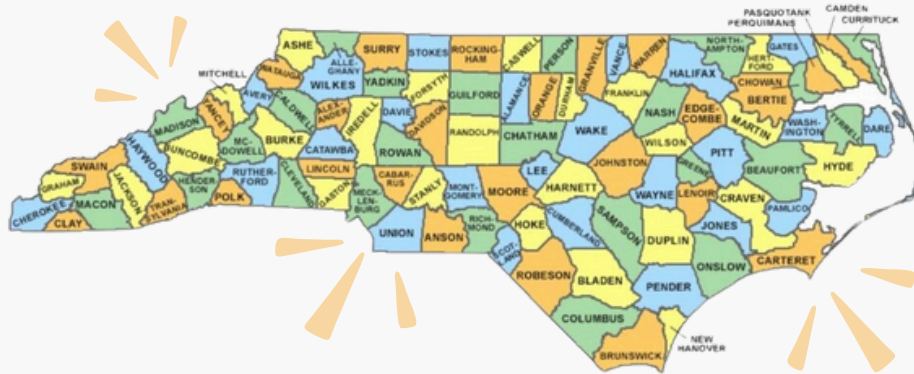 PASQUOTANK
CAMDEN
PERQUIMANS
CURRITUCK
ASHE
ALLE-
GHANY
SURRY
STOKES
ROCKING-
HAM
CASWELL
PERSON
GRANVILLE
VANCE
WARREN
NORTH-
AMPTON
GATES
HERT-
FORD
MITCHELL
WATAUGA
WILKES
YADKIN
FORSYTH
GUILFORD
ALAMANCE
ORANGE
DURHAM
FRANKLIN
HALIFAX
CHOWAN
BERTIE
AVERY
YANCEY
CALDWELL
ALEX-
ANDER
IREDELL
DAVIE
DAVIDSON
RANDOLPH
CHATHAM
WAKE
NASH
EDGE-
COMBE
MARTIN
WASH-
INGTON
TYRREL
DARE
MADISON
BUNCOMBE
MC-
DOWELL
BURKE
CATAWBA
ROWAN
WILSON
PITT
BEAUFORT
HYDE
SWAIN
HAYWOOD
RUTHE-
FORD
CLEVELAND
LINCOLN
GASTON
CABAR-
RUS
STANLY
MONT-
GOMERY
MOORE
LEE
HARNETT
JOHNSTON
GREENE
WAYNE
LENOIR
CRAVEN
PAMLICO
GRAHAM
CHEROKEE
CLAY
MACON
JACKSON
TRAN-
SYLVANIA
HENDER
SON
POLK
MECK-
LEN-
BURG
UNION
ANSON
RICH-
MOND
SCOT-
LAND
HOKE
CUMBERLAND
SAMPSON
DUPLIN
JONES
CARTERET
ONSLOW
ROBESON
BLADEN
PENDER
COLUMBUS
BRUNSWICK
NEW
HANOVER